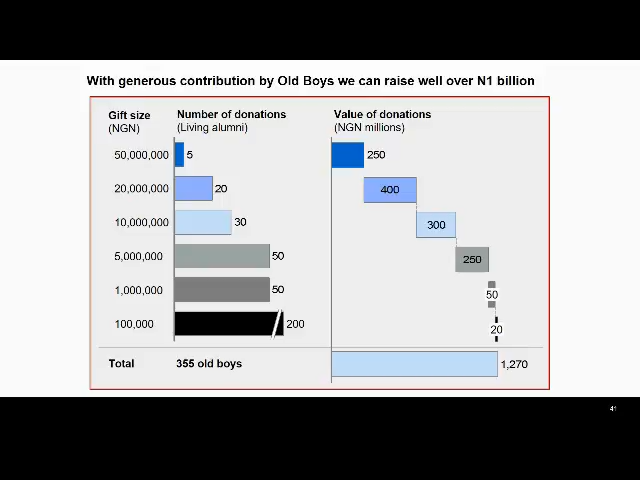 With generous contribution by Old Boys we can raise well over N1 billion
Gift size
(NGN)
Number of donations
(Living alumni)
Value of donations
(NGN millions)
50,000,000 5 250
20,000,000 20 400
10,000,000 30 300
5,000,000 50 250
1,000,000 50 50
100,000 200 20
Total 355 old boys 1,270
41